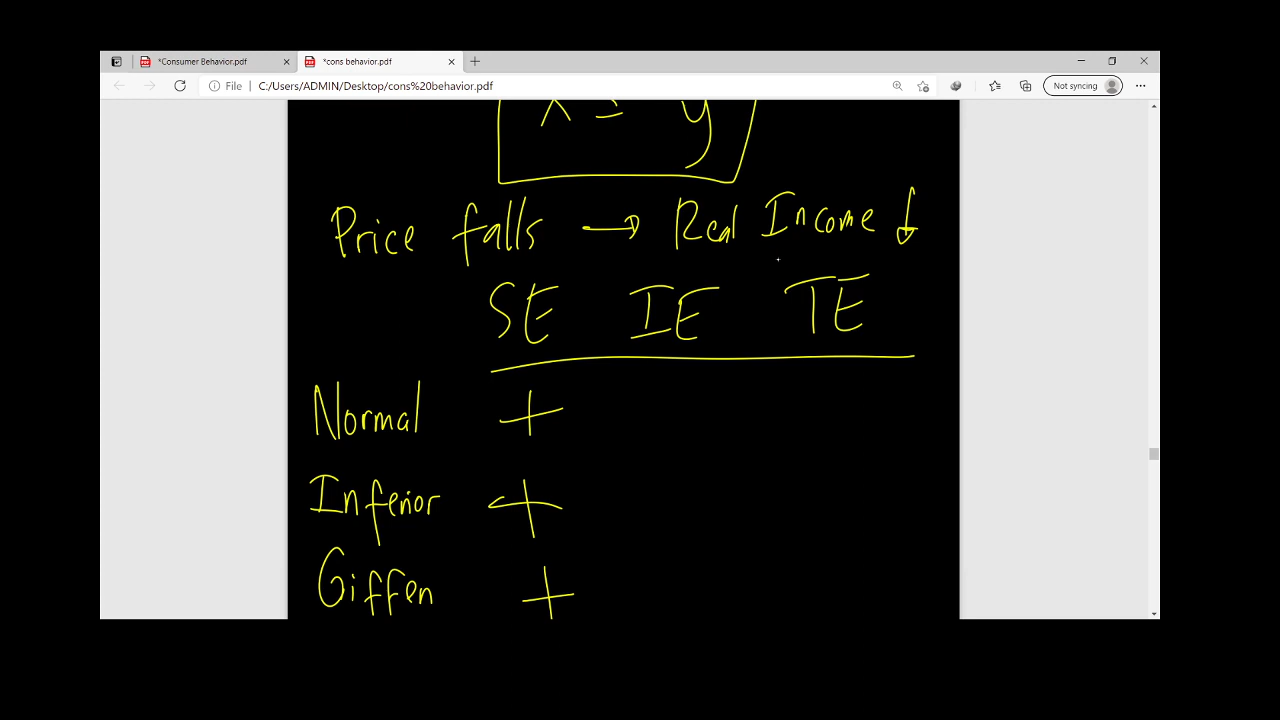 *Consumer Behavior.pdf *cons behavior.pdf
File C:/Users/ADMIN/Desktop/cons%20behavior.pdf Not syncing
x = y
Price falls → Real Income ↓
SE IE TE
Normal +
Inferior +
Giffen +